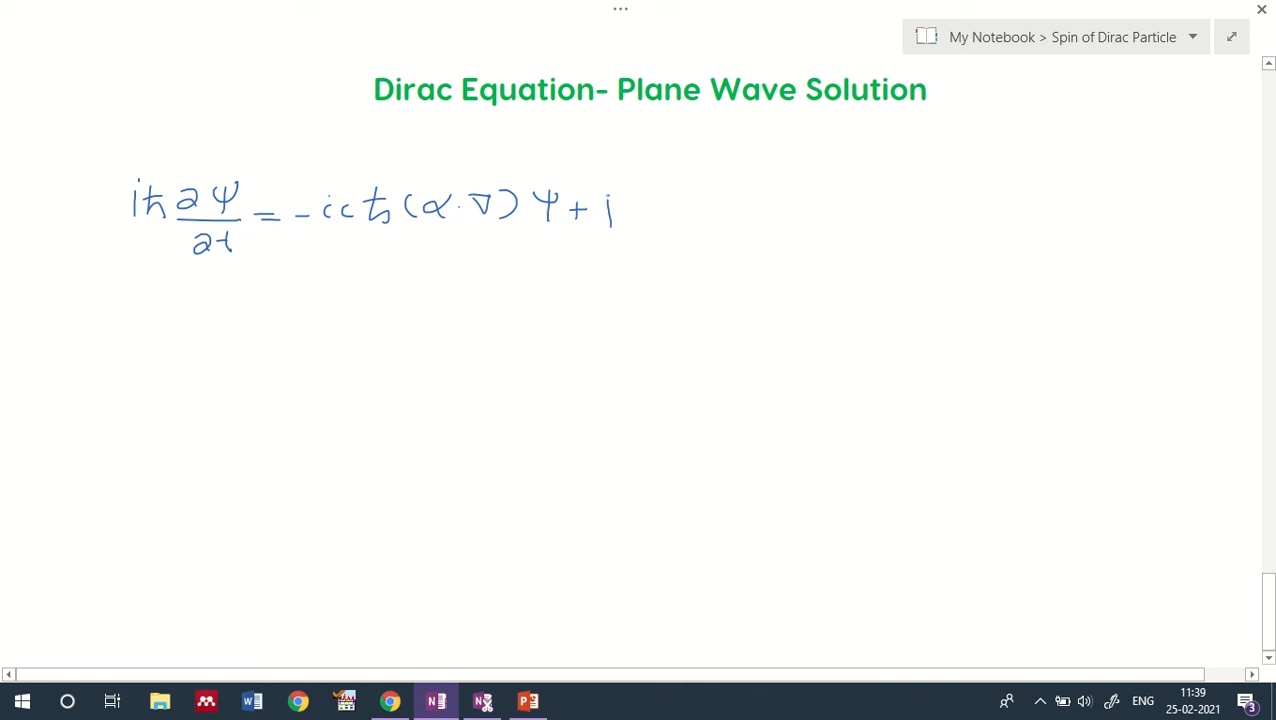 ...
My Notebook > Spin of Dirac Particle
Dirac Equation- Plane Wave Solution
iħ ∂Ψ/∂t = - icħ(α·∇)Ψ +
ENG
11:39
25-02-2021
3